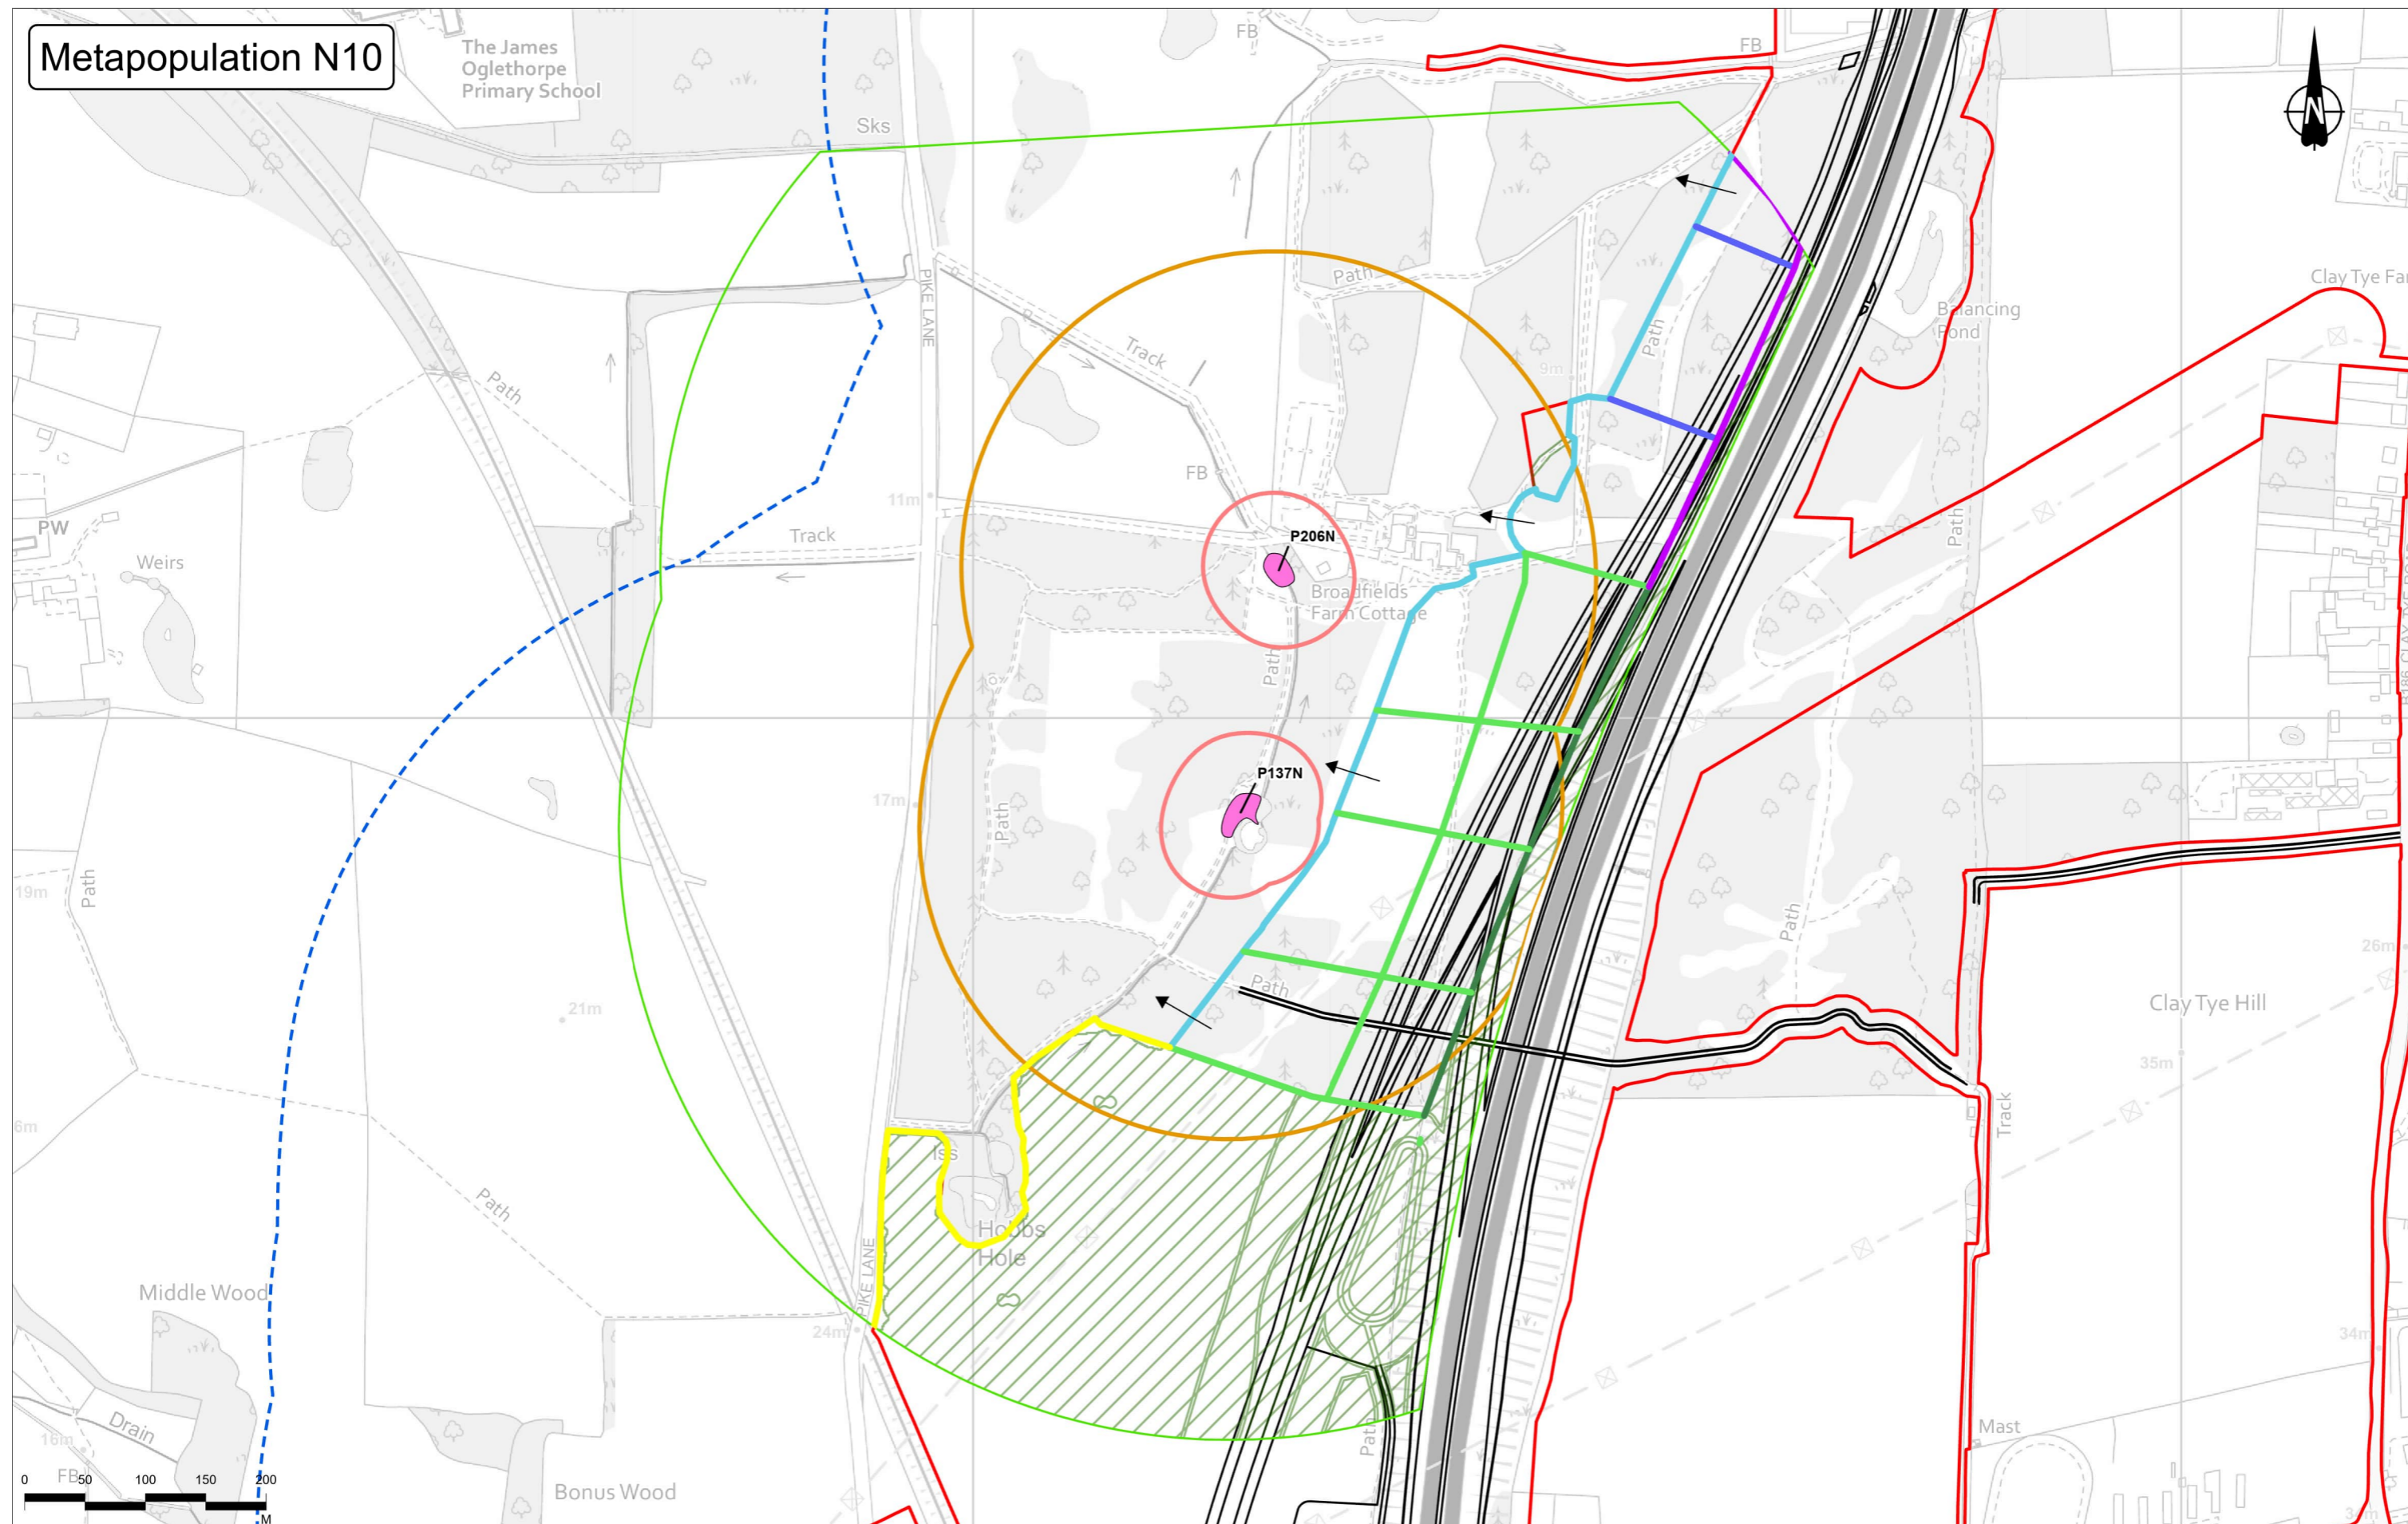 Metapopulation N10
The James
Oglethorpe
Primary School
FB
FB
N
Sks
Clay Tye Fa
Balancing
Pond
PIKE LANE
Path
Track
Path
Path
9m
FB
11m
PW
Weirs
Track
P206N
Broadfields
Farm Cottage
Path
Path
P137N
17m
Path
19m
Path
Path
26m
Path
21m
Clay Tye Hill
35m
Track
6m
Iss
Path
Hobbs
Hole
PIKE LANE
Middle Wood
24m
34m
Drain
Path
Mast
16m
FB
Bonus Wood
0 50 100 150 200
M